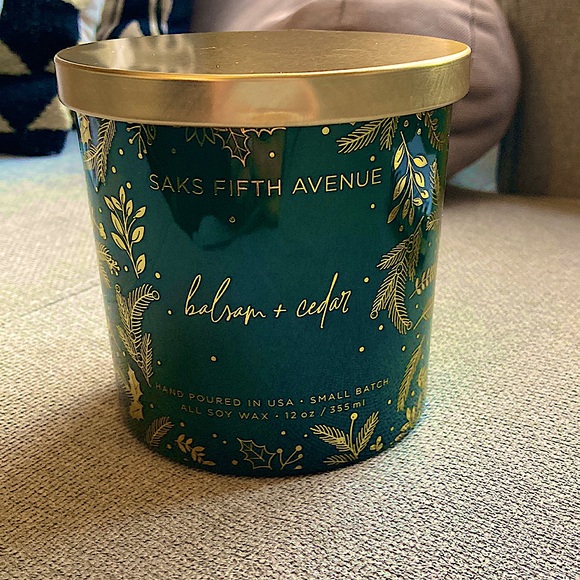 SAKS FIFTH AVENUE
balsam + cedar
HAND POURED IN USA · SMALL BATCH
ALL SOY WAX · 12 oz / 355 ml